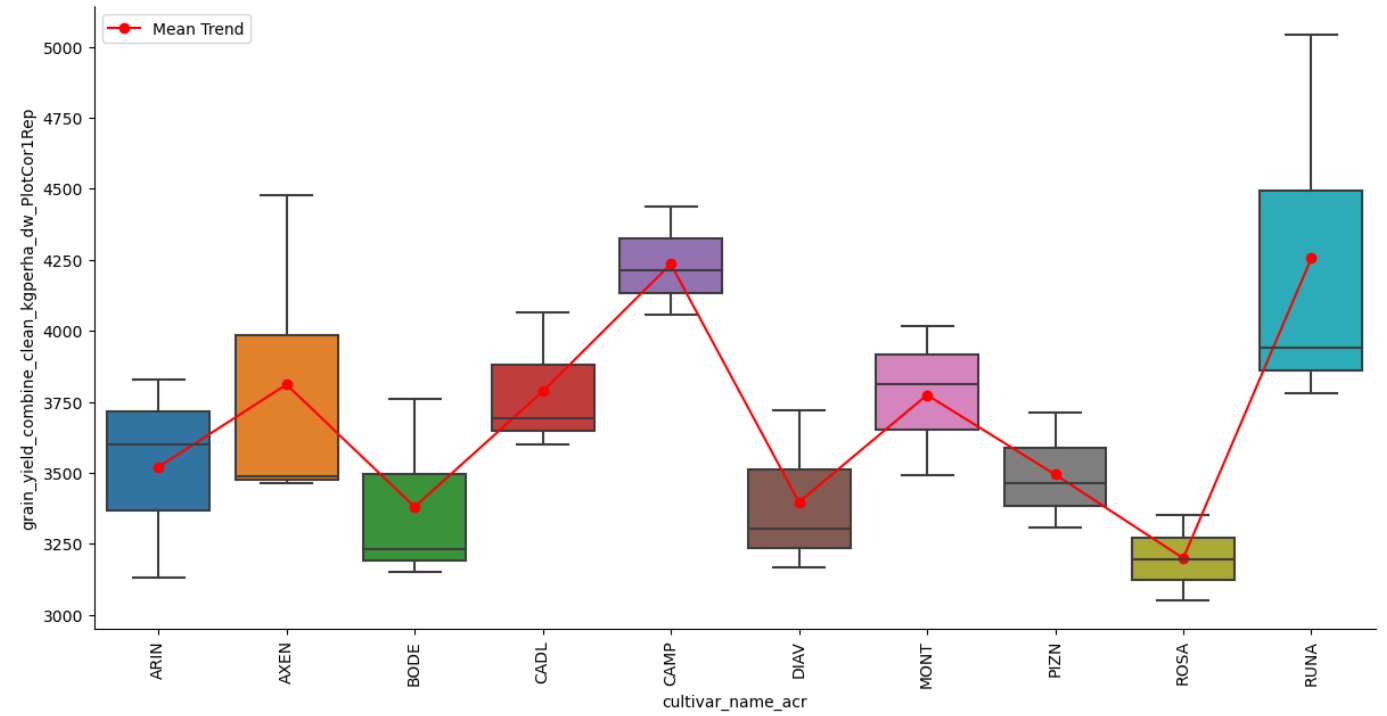 Mean Trend
grain_yield_combine_clean_kgperha_dw_PlotCor1Rep
5000
4750
4500
4250
4000
3750
3500
3250
3000
ARIN
AXEN
BODE
CADL
CAMP
DIAV
MONT
PIZN
ROSA
RUNA
cultivar_name_acr